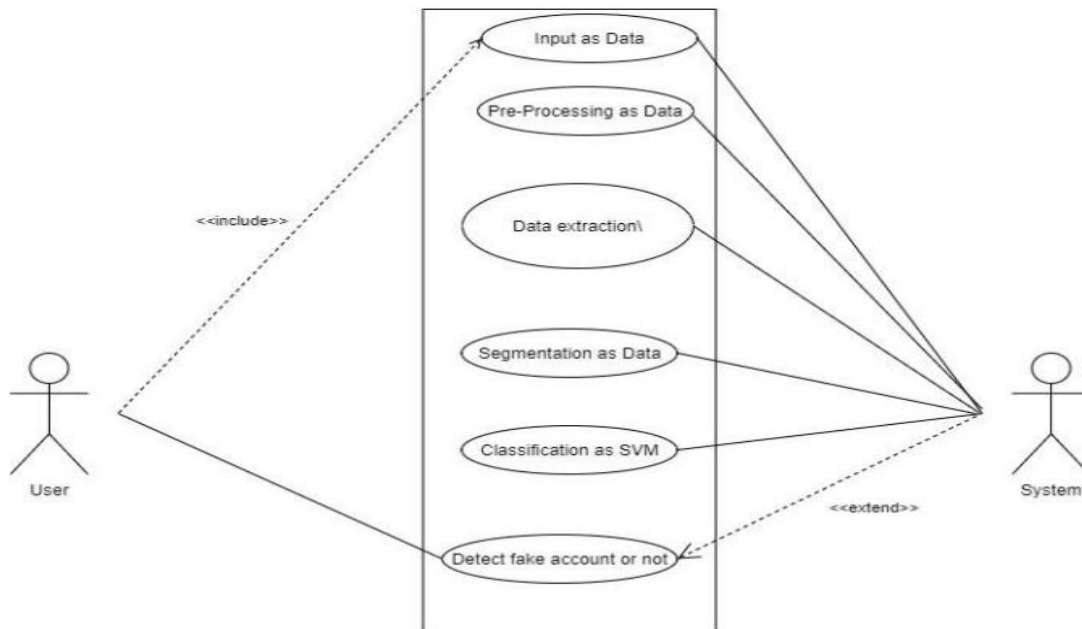 Input as Data
Pre-Processing as Data
<<include>>
Data extraction\
Segmentation as Data
Classification as SVM
User
System
<<extend>>
Detect fake account or not